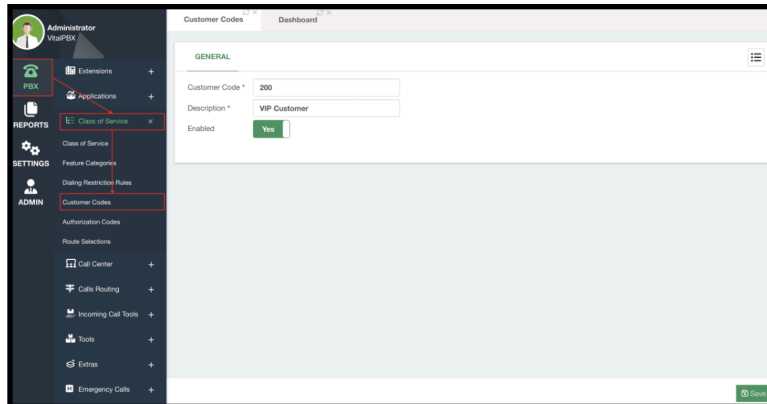 Administrator
VitalPBX
PBX
REPORTS
SETTINGS
ADMIN
Extensions +
Applications +
Class of Service ×
Class of Service
Feature Categories
Dialing Restriction Rules
Customer Codes
Authorization Codes
Route Selections
Call Center +
Calls Routing +
Incoming Call Tools +
Tools +
Extras +
Emergency Calls +
Customer Codes
Dashboard
GENERAL
Customer Code * 200
Description * VIP Customer
Enabled Yes
Save